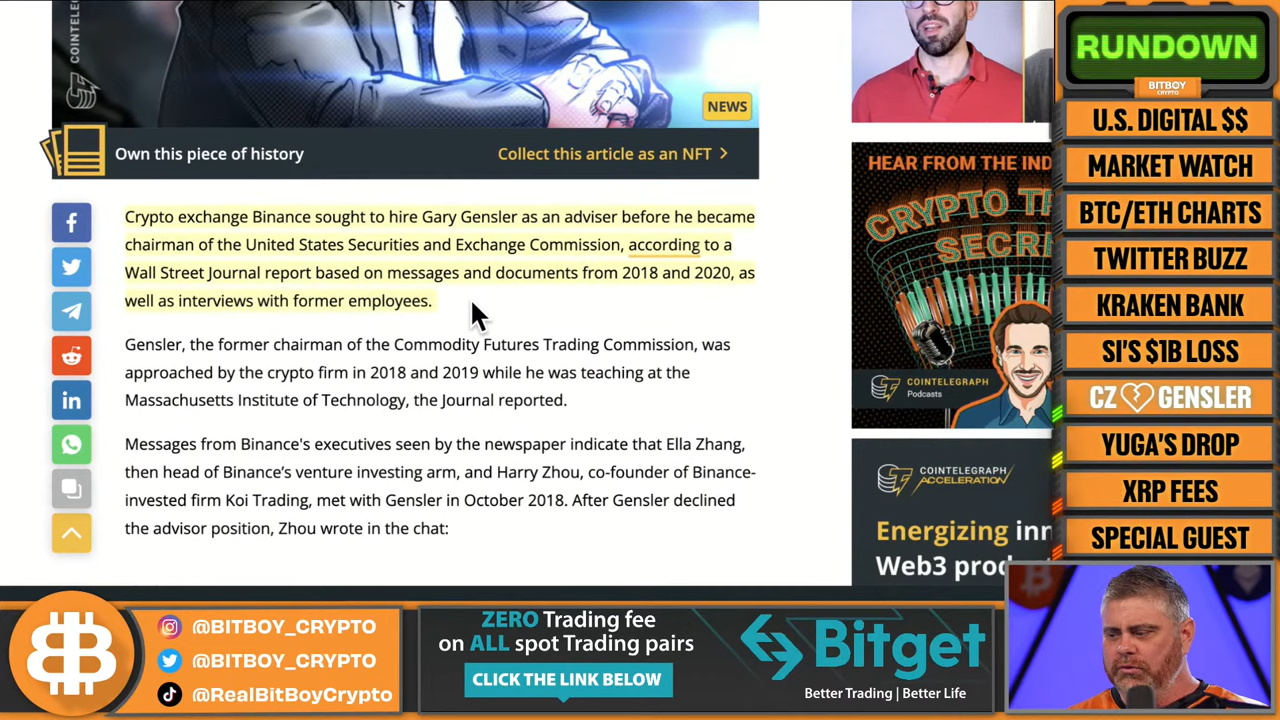 COINTELEG
NEWS
Own this piece of history
Collect this article as an NFT >
Crypto exchange Binance sought to hire Gary Gensler as an adviser before he became
chairman of the United States Securities and Exchange Commission, according to a
Wall Street Journal report based on messages and documents from 2018 and 2020, as
well as interviews with former employees.
Gensler, the former chairman of the Commodity Futures Trading Commission, was
approached by the crypto firm in 2018 and 2019 while he was teaching at the
Massachusetts Institute of Technology, the Journal reported.
Messages from Binance's executives seen by the newspaper indicate that Ella Zhang,
then head of Binance’s venture investing arm, and Harry Zhou, co-founder of Binance-
invested firm Koi Trading, met with Gensler in October 2018. After Gensler declined
the advisor position, Zhou wrote in the chat:
HEAR FROM THE IND
CRYPTO TR
SECRE
COINTELEGRAPH
Podcasts
COINTELEGRAPH
ACCELERATION
Energizing inn
Web3 proc
RUNDOWN
BITBOY
CRYPTO
U.S. DIGITAL $$
MARKET WATCH
BTC/ETH CHARTS
TWITTER BUZZ
KRAKEN BANK
SI'S $1B LOSS
CZ GENSLER
YUGA'S DROP
XRP FEES
SPECIAL GUEST
@BITBOY_CRYPTO
@BITBOY_CRYPTO
@RealBitBoyCrypto
ZERO Trading fee
on ALL spot Trading pairs
CLICK THE LINK BELOW
Bitget
Better Trading | Better Life